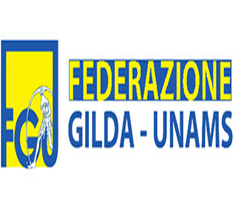 FGU
FEDERAZIONE
GILDA - UNAMS